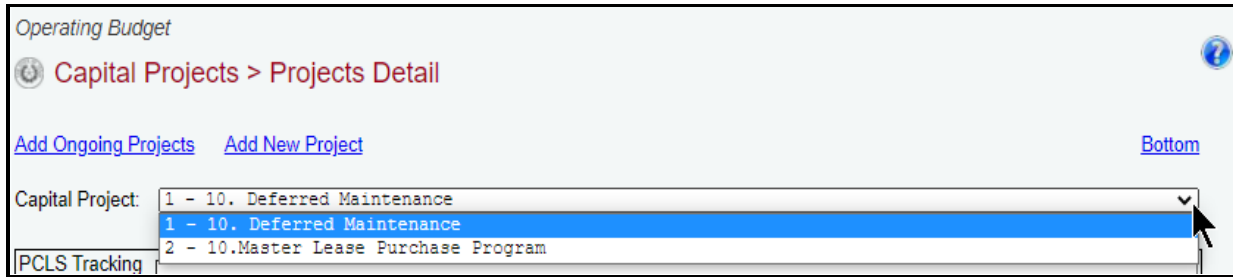 Operating Budget
Capital Projects > Projects Detail
Add Ongoing Projects Add New Project Bottom
Capital Project: 1 - 10. Deferred Maintenance
1 - 10. Deferred Maintenance
2 - 10.Master Lease Purchase Program
PCLS Tracking